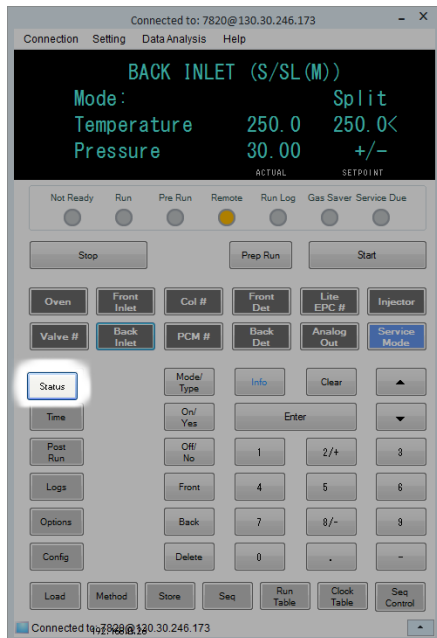 Connected to: 7820@130.30.246.173
Connection Setting Data Analysis Help
BACK INLET (S/SL(M))
Mode: Split
Temperature 250.0 250.0<
Pressure 30.00 +/-
ACTUAL SETPOINT
Not Ready Run Pre Run Remote Run Log Gas Saver Service Due
Stop Prep Run Start
Oven Front Inlet Col # Front Det Lite EPC # Injector
Valve # Back Inlet PCM # Back Det Analog Out Service Mode
Status Mode/ Type Info Clear
Time On/ Yes Enter
Post Run Off/ No 1 2/+ 3
Logs Front 4 5 6
Options Back 7 8/- 9
Config Delete 0 . -
Load Method Store Seq Run Table Clock Table Seq Control
Connected to: 7820@130.30.246.173